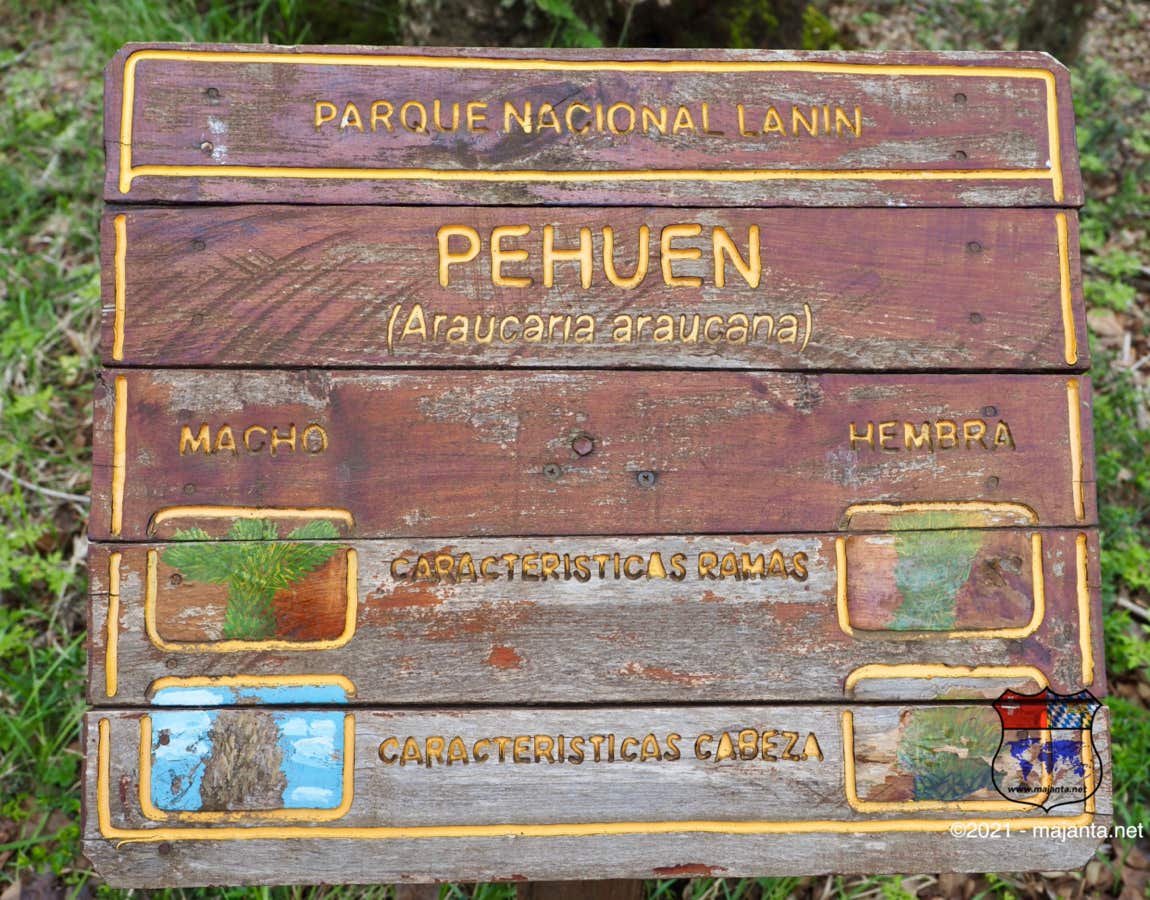 PARQUE NACIONAL LANIN
PEHUEN
(Araucaria araucana)
MACHO
HEMBRA
CARACTERISTICAS RAMAS
CARACTERISTICAS CABEZA
www.majanta.net
©2021 - majanta.net